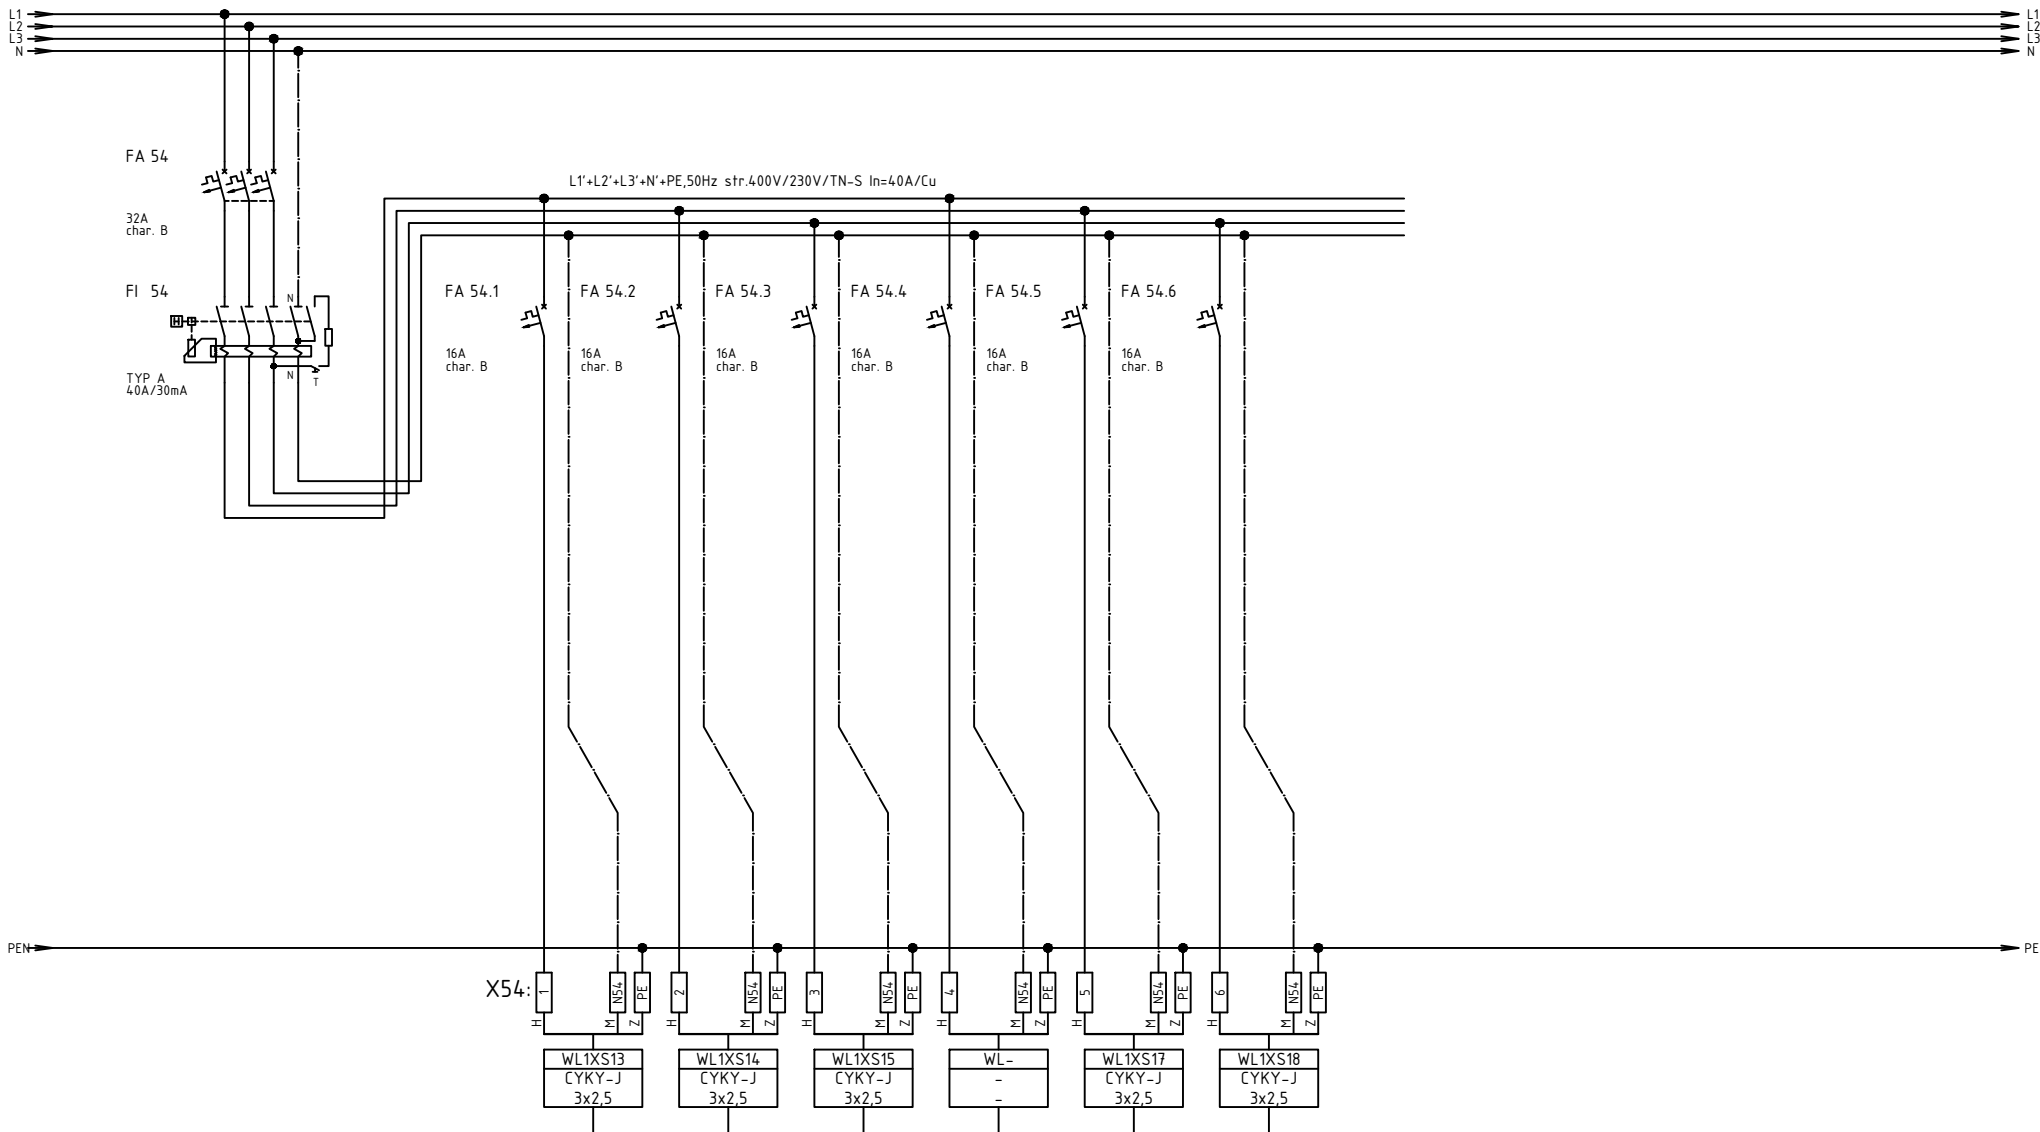 L1 L1
L2 L2
L3 L3
N N
FA 54
L1'+L2'+L3'+N'+PE,50Hz str.400V/230V/TN-S In=40A/Cu
32A
char. B
FI 54
N
FA 54.1 FA 54.2 FA 54.3 FA 54.4 FA 54.5 FA 54.6
H
16A 16A 16A 16A 16A 16A
char. B char. B char. B char. B char. B char. B
N
T
TYP A
40A/30mA
PEN PE
X54: 1 N54 PE 2 N54 PE 3 N54 PE 4 N54 PE 5 N54 PE 6 N54 PE
H M Z H M Z H M Z H M Z H M Z H M Z
WL1XS13 WL1XS14 WL1XS15 WL- WL1XS17 WL1XS18
CYKY-J CYKY-J CYKY-J - CYKY-J CYKY-J
3x2,5 3x2,5 3x2,5 - 3x2,5 3x2,5